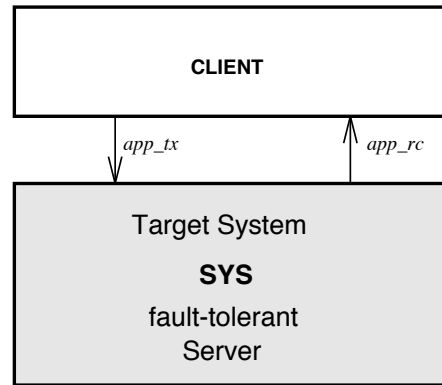 CLIENT
app_tx
app_rc
Target System
SYS
fault-tolerant
Server